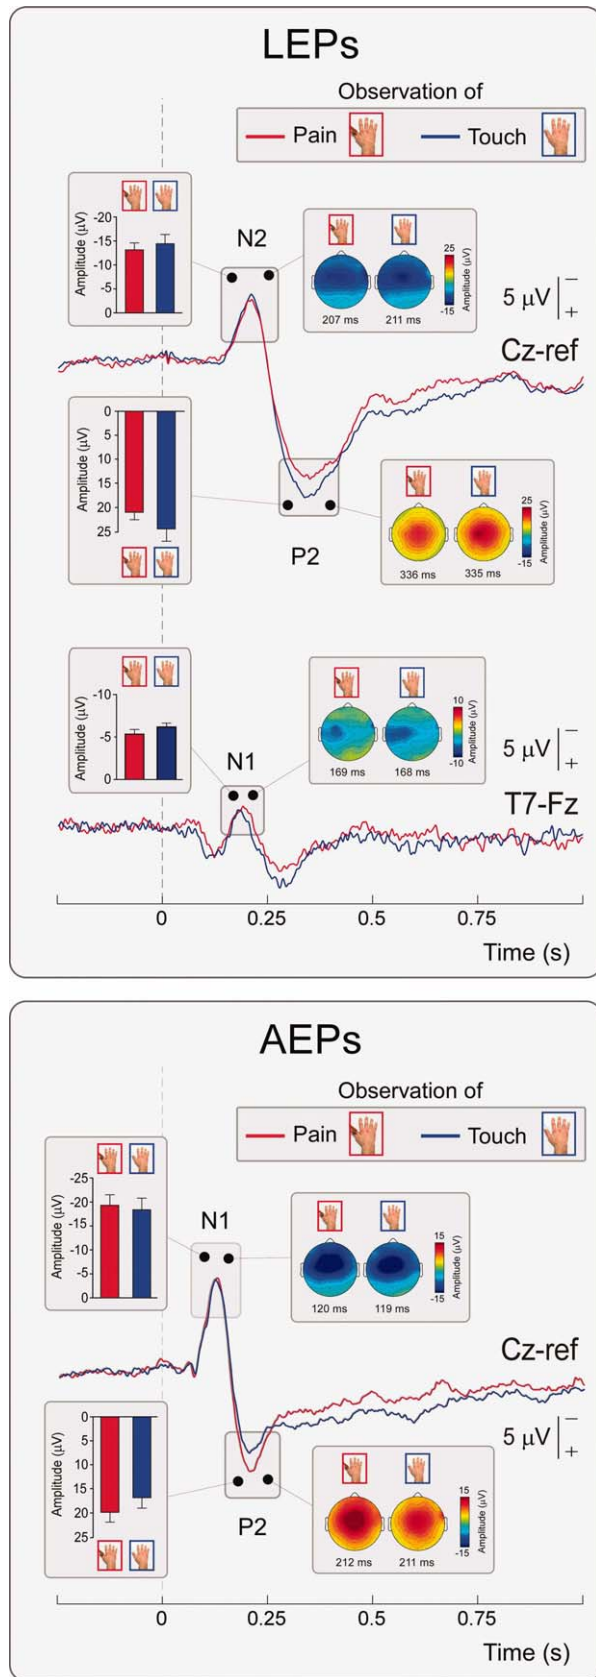 LEPs
Observation of
Pain
Touch
Amplitude (µV)
-20
-15
-10
-5
0
N2
25
-15
Amplitude (µV)
207 ms
211 ms
5 µV
−
+
Cz-ref
Amplitude (µV)
0
5
10
15
20
25
P2
25
-15
Amplitude (µV)
336 ms
335 ms
Amplitude (µV)
-10
-5
0
N1
10
-10
Amplitude (µV)
169 ms
168 ms
5 µV
−
+
T7-Fz
0
0.25
0.5
0.75
Time (s)
AEPs
Observation of
Pain
Touch
Amplitude (µV)
-25
-20
-15
-10
-5
0
N1
15
-15
Amplitude (µV)
120 ms
119 ms
Cz-ref
5 µV
−
+
Amplitude (µV)
0
5
10
15
20
25
P2
15
-15
Amplitude (µV)
212 ms
211 ms
0
0.25
0.5
0.75
Time (s)